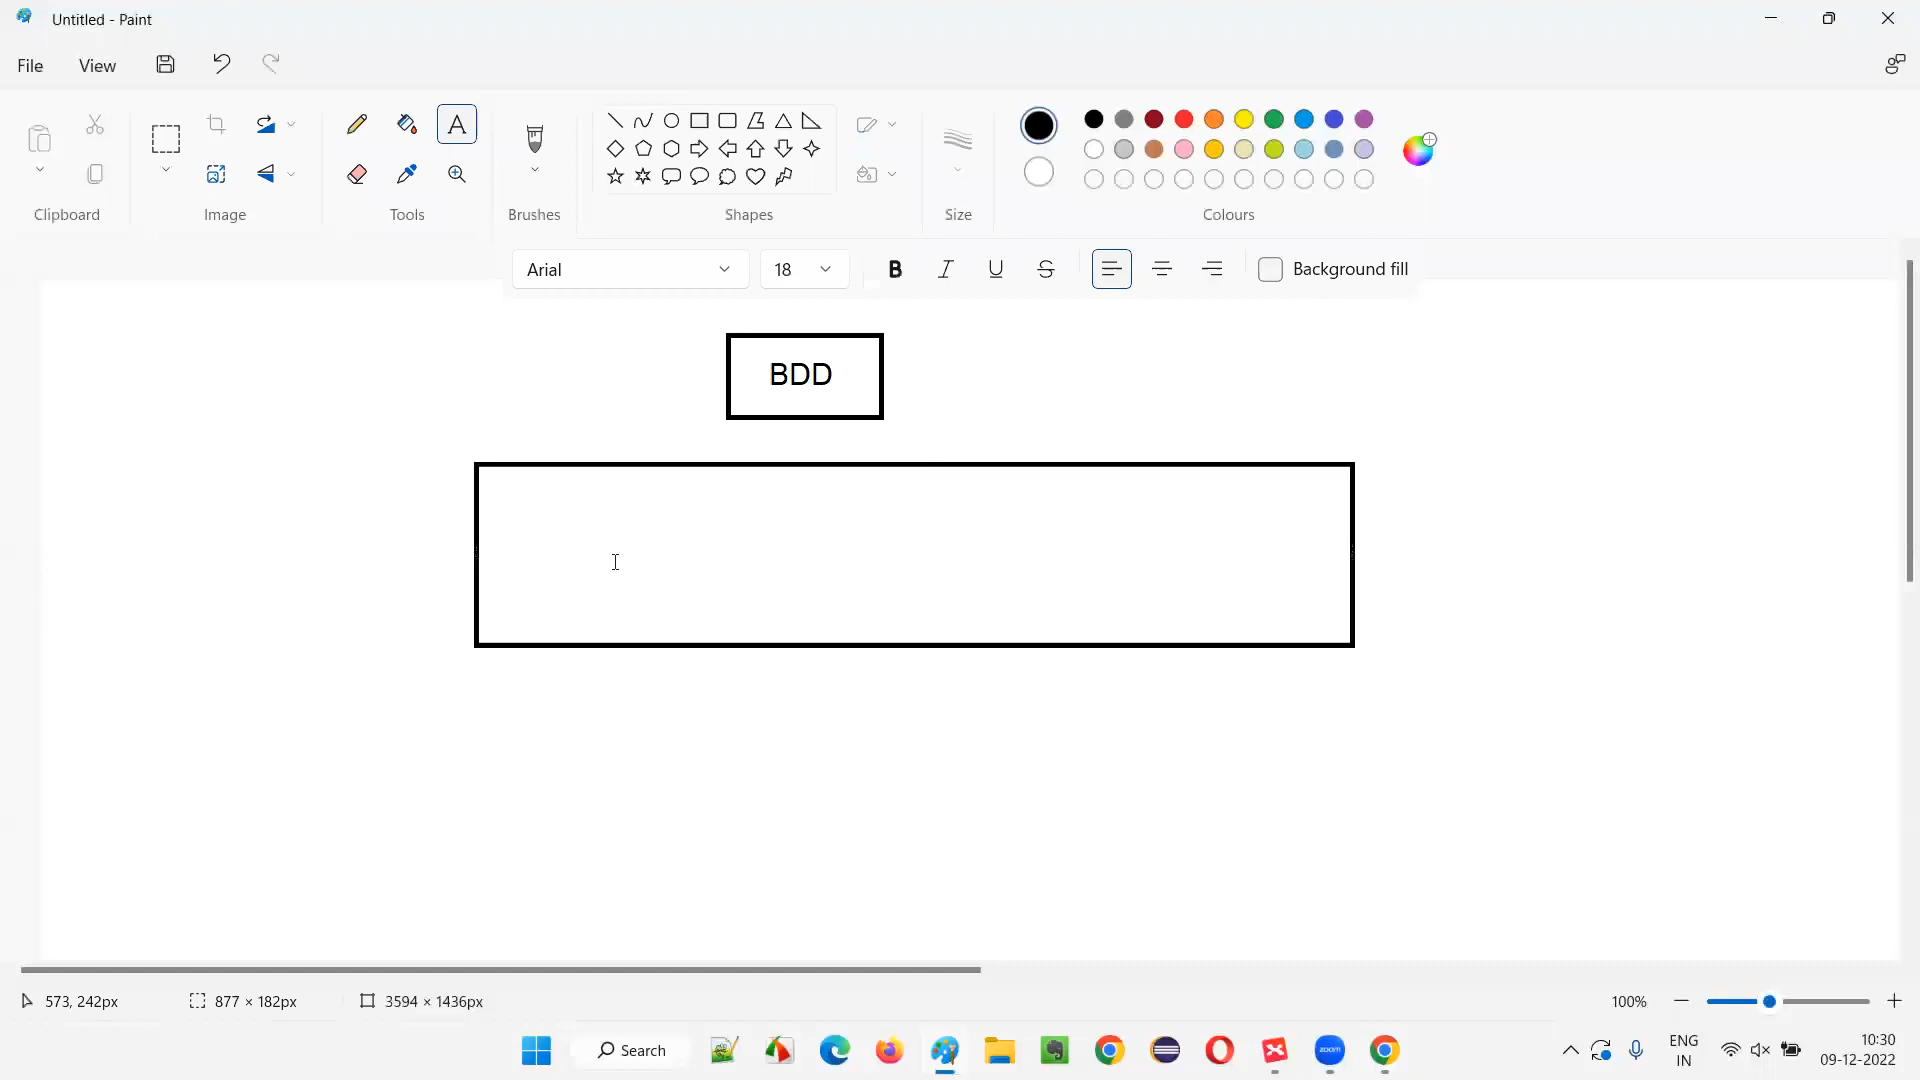 Untitled - Paint
File View
Clipboard Image Tools Brushes Shapes Size Colours
Arial 18 B I U S Background fill
BDD
573, 242px 877 × 182px 3594 × 1436px 100%
Search zoom ENG 10:30
IN 09-12-2022